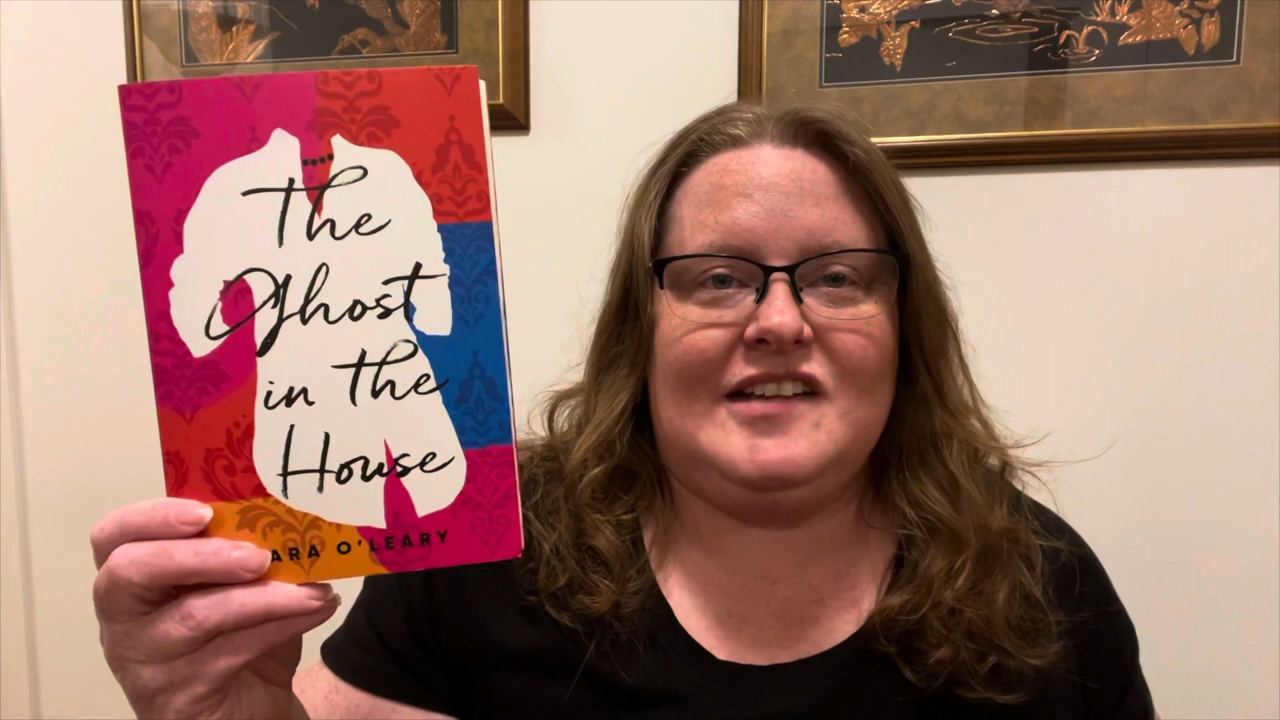 The
Ghost
in the
House
ARA O'LEARY